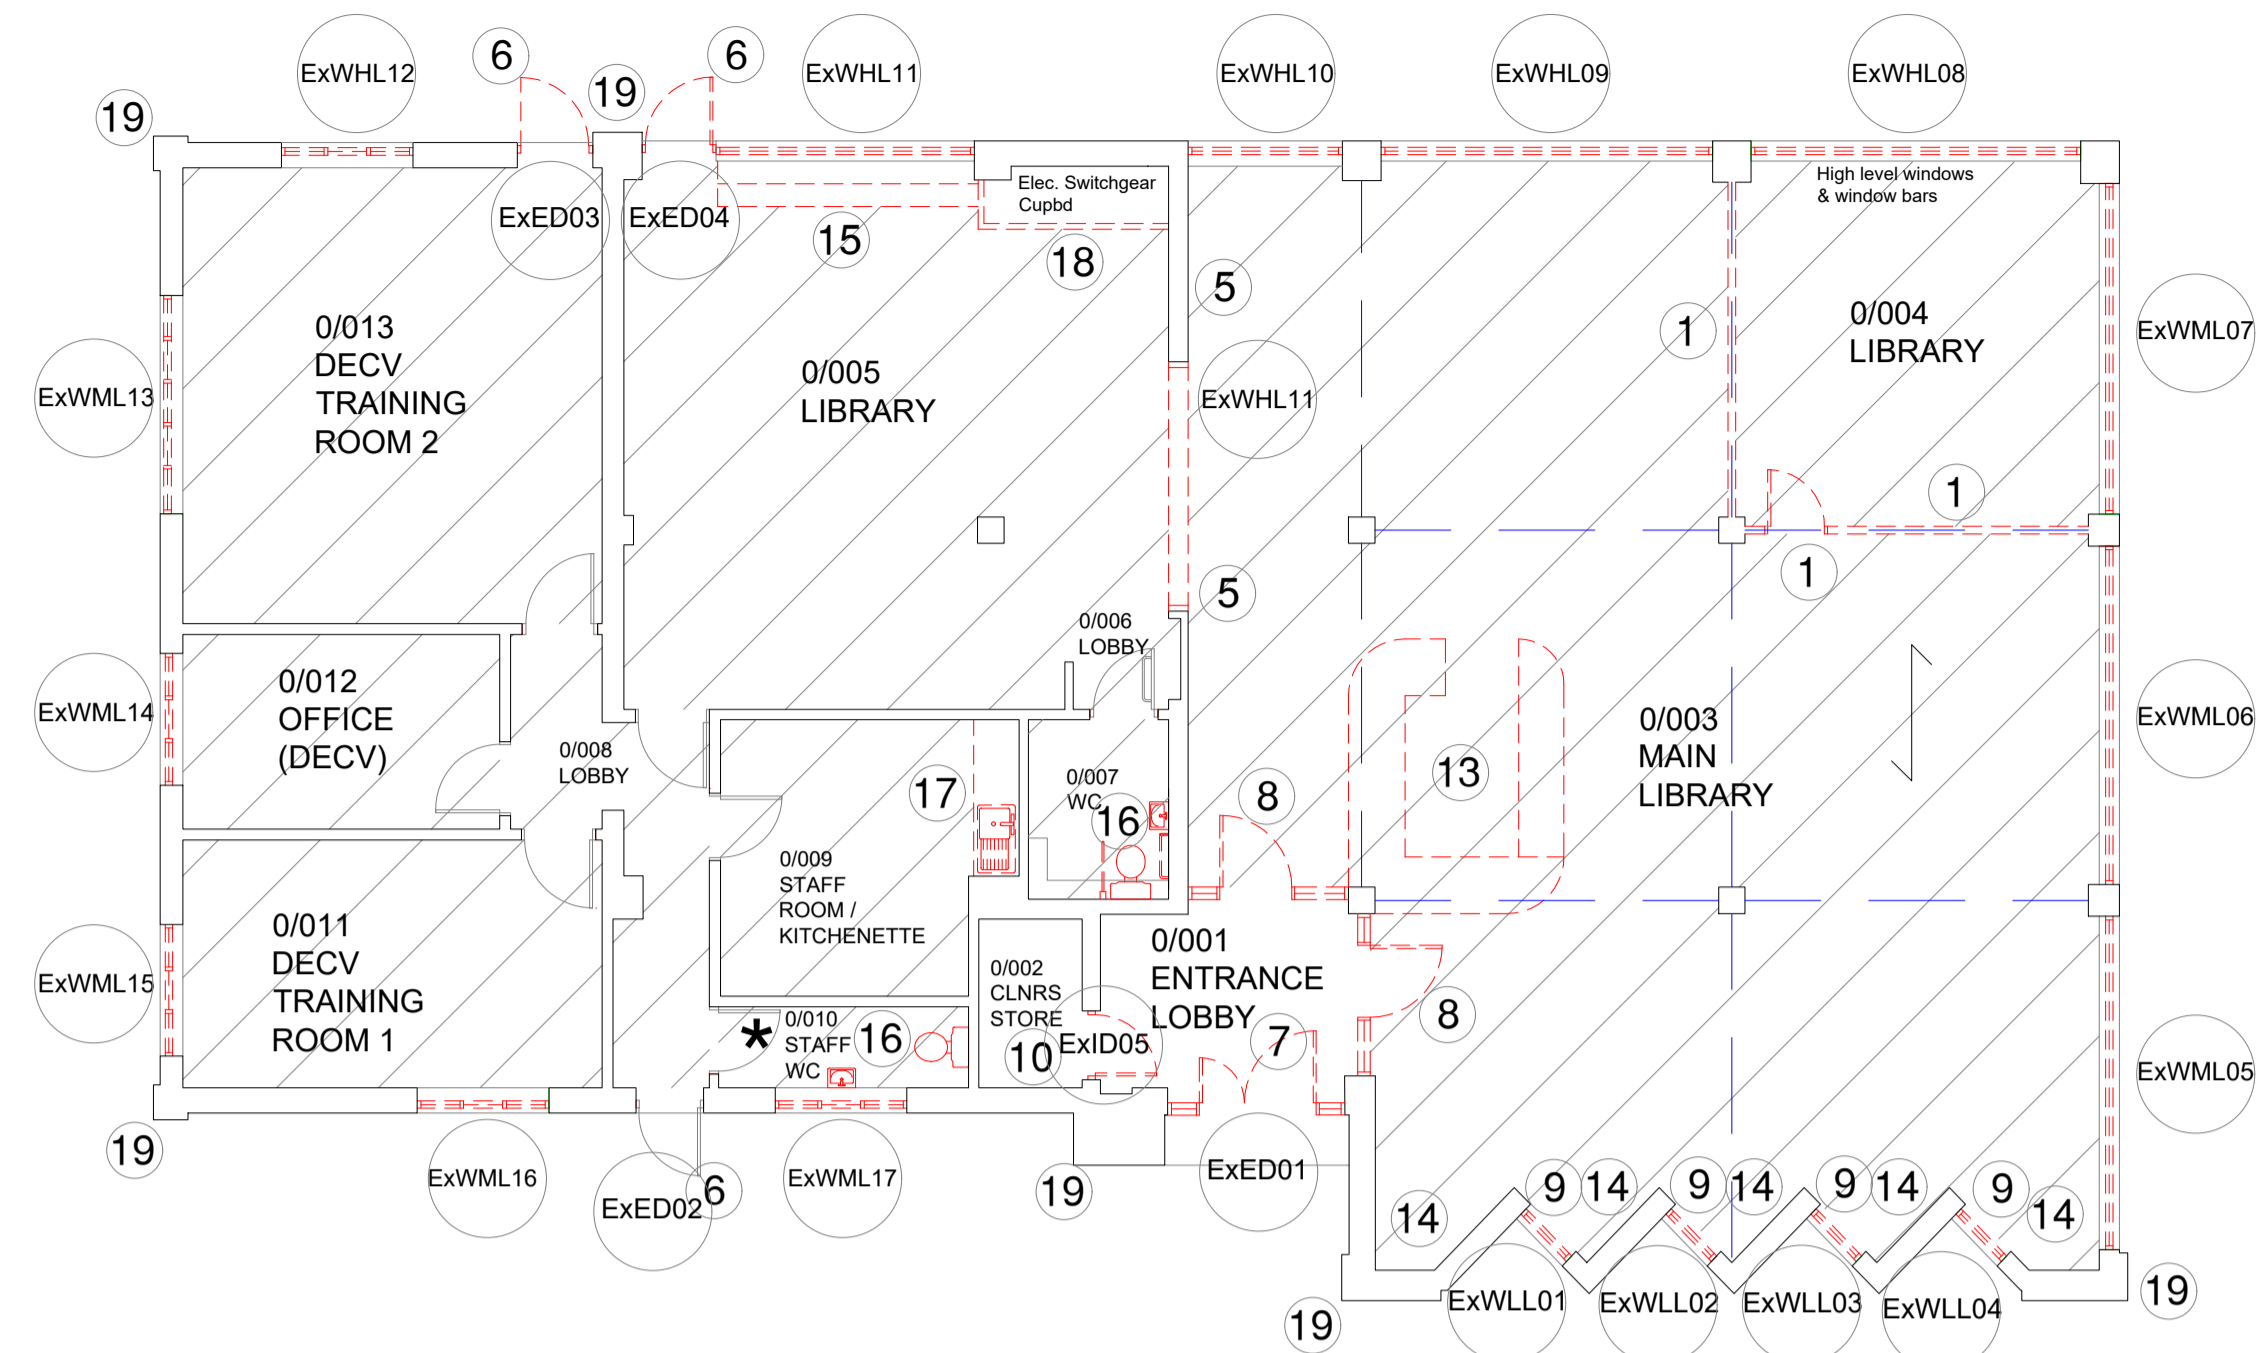 ExWHL12
6
6
ExWHL11
ExWHL10
ExWHL09
ExWHL08
19
19
Elec. Switchgear
Cupbd
High level windows
& window bars
ExED03
ExED04
15
18
5
1
0/013
DECV
TRAINING
ROOM 2
0/005
LIBRARY
0/004
LIBRARY
ExWML13
ExWHL11
ExWML07
1
1
5
0/006
LOBBY
0/012
OFFICE
(DECV)
ExWML14
0/008
LOBBY
17
0/007
WC
16
8
13
0/003
MAIN
LIBRARY
ExWML06
0/009
STAFF
ROOM /
KITCHENETTE
0/011
DECV
TRAINING
ROOM 1
ExWML15
0/002
CLNRS
STORE
0/001
ENTRANCE
LOBBY
8
*
0/010
STAFF
WC
16
10
ExID05
7
ExWML05
19
ExWML16
ExED02
6
ExWML17
19
ExED01
14
9
14
9
14
9
14
9
14
ExWLL01
ExWLL02
ExWLL03
ExWLL04
19
19